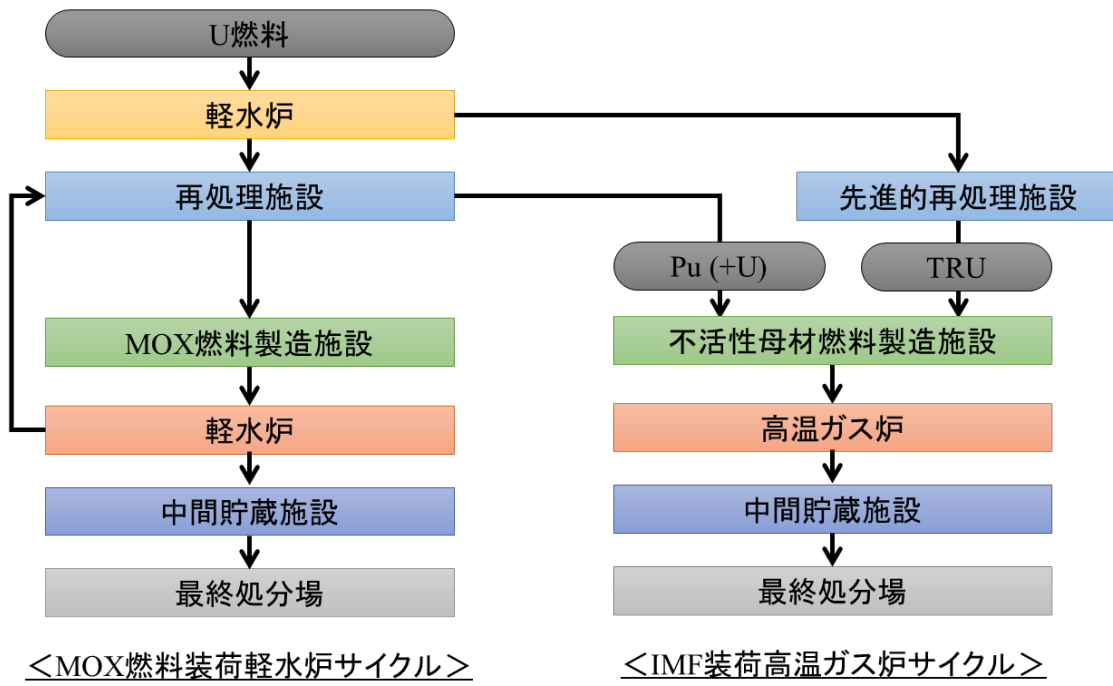 U燃料
軽水炉
再処理施設
先進的再処理施設
Pu (+U)
TRU
MOX燃料製造施設
不活性母材燃料製造施設
軽水炉
高温ガス炉
中間貯蔵施設
中間貯蔵施設
最終処分場
最終処分場
＜MOX燃料装荷軽水炉サイクル＞
＜IMF装荷高温ガス炉サイクル＞